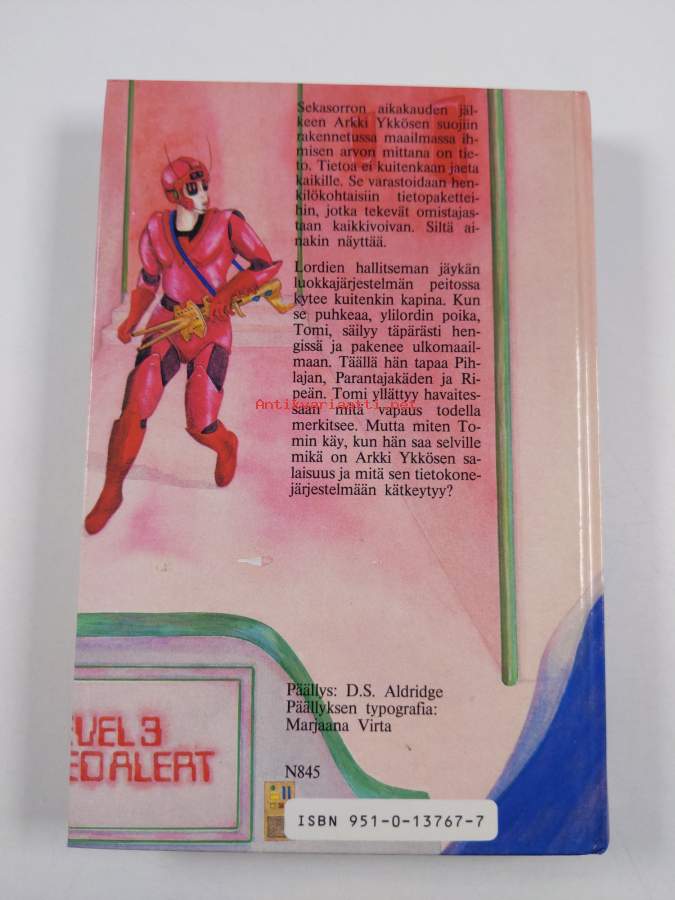 Sekasorron aikakauden jäl-
keen Arkki Ykkösen suojiin
rakennetussa maailmassa ih-
misen arvon mittana on tie-
to. Tietoa ei kuitenkaan jaeta
kaikille. Se varastoidaan hen-
kilökohtaisiin tietopaketteihin,
hin, jotka tekevät omistajas-
taan kaikkivoivan. Siltä ai-
nakin näyttää.
Lordien hallitseman jäykän
luokkajärjestelmän peitossa
kytee kuitenkin kapina. Kun
se puhkeaa, ylilordin poika,
Tomi, säilyy täpärästi hen-
gissä ja pakenee ulkomaail-
maan. Täällä hän tapaa Pih-
lajan, Parantajakäden ja Ri-
peän. Tomi yllättyy havaites-
Antikvariaatti.net
saan mitä vapaus todella
merkitsee. Mutta miten To-
min käy, kun hän saa selville
mikä on Arkki Ykkösen sa-
laisuus ja mitä sen tietokone-
järjestelmään kätkeytyy?
Päällys: D.S. Aldridge
Päällyksen typografia:
Marjaana Virta
EVEL 3
ED ALERT
N845
ISBN 951-0-13767-7